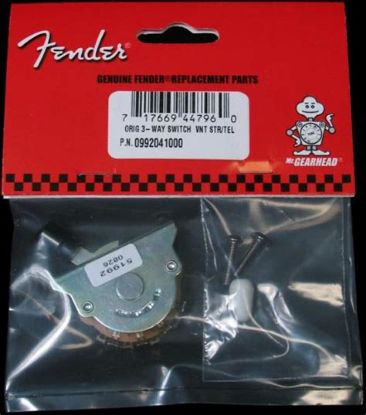 Fender
GENUINE FENDER® REPLACEMENT PARTS
7 17669 44796 0
ORIG 3-WAY SWITCH VNT STR/TEL
P.N. 0992041000
MR. GEARHEAD™
51992
0826